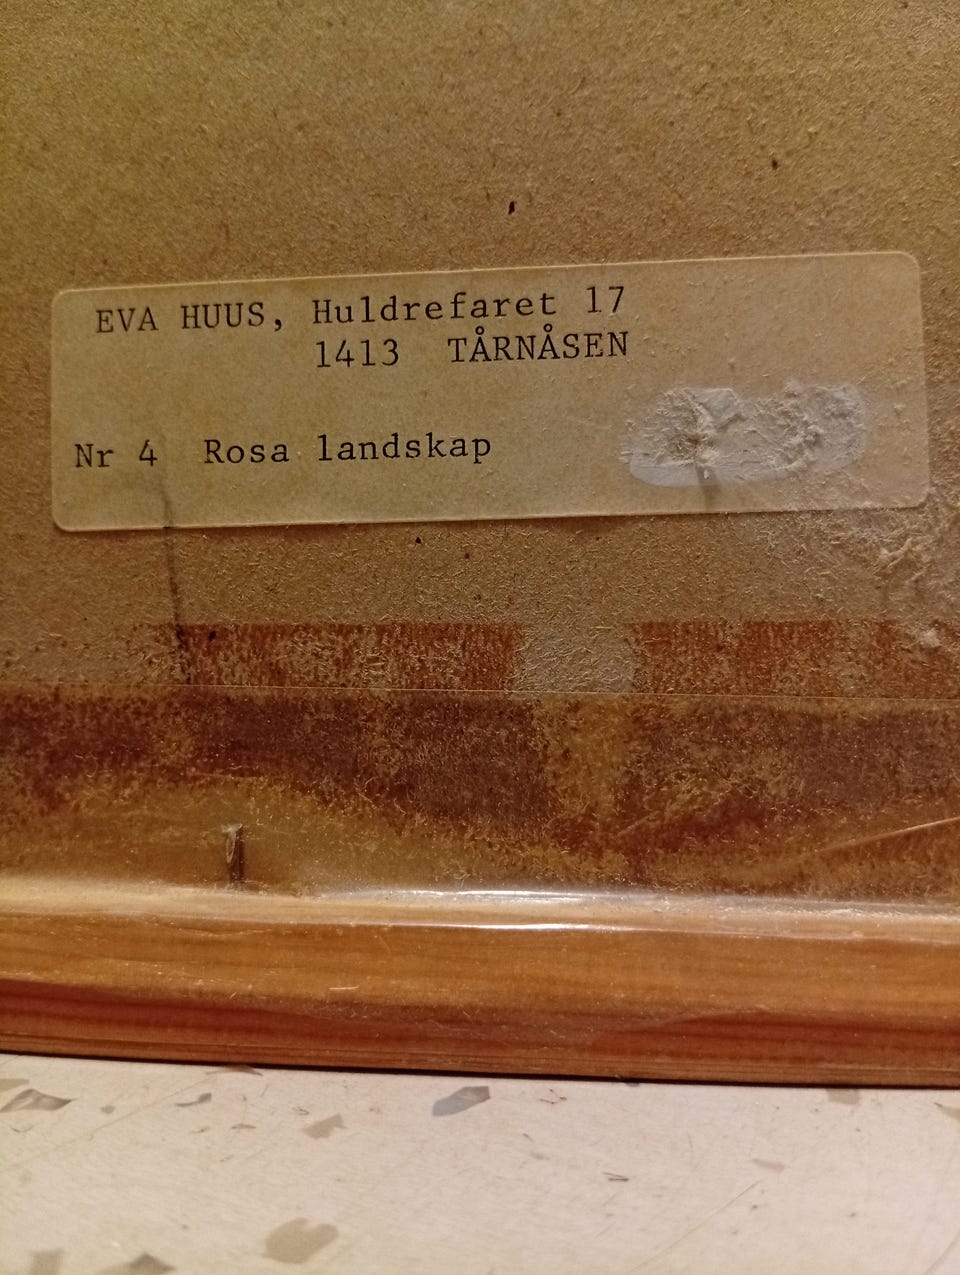 EVA HUUS, Huldrefaret 17
1413 TÅRNÅSEN
Nr 4 Rosa landskap